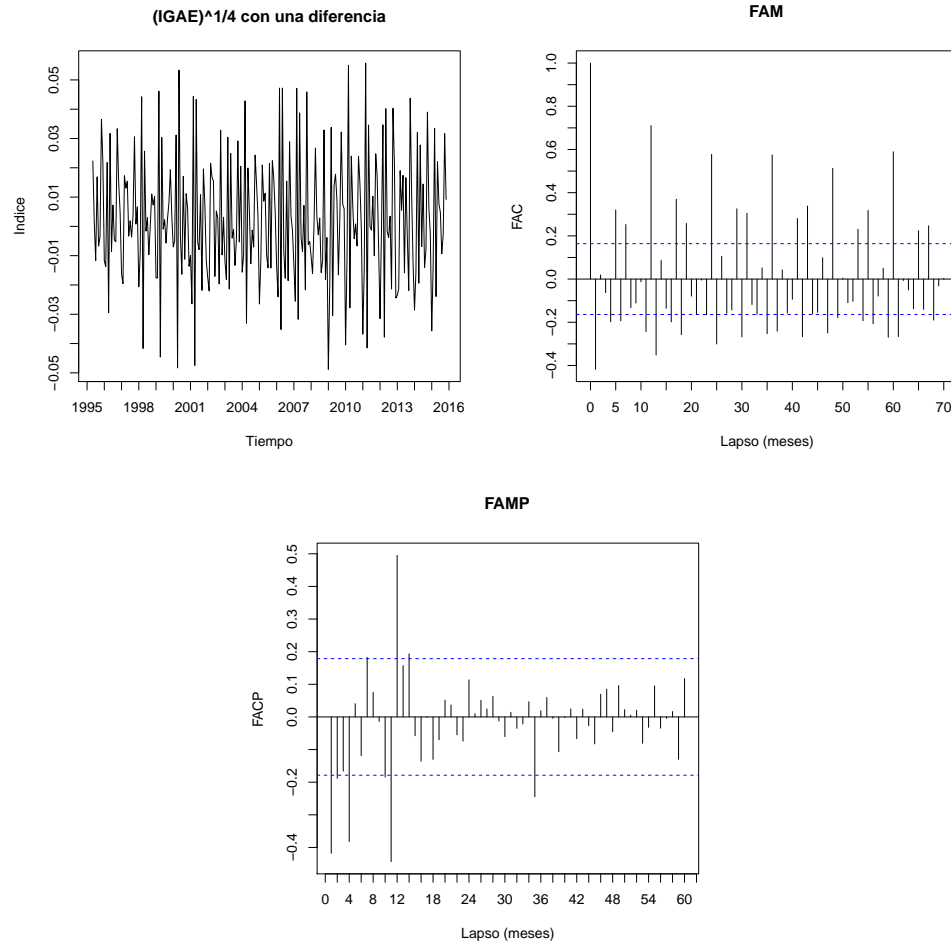 (IGAE)^1/4 con una diferencia
Indice
0.05
0.03
0.01
−0.01
−0.03
−0.05
1995 1998 2001 2004 2007 2010 2013 2016
Tiempo
FAM
FAC
1.0
0.8
0.6
0.4
0.2
0.0
−0.2
−0.4
0 5 10 20 30 40 50 60 70
Lapso (meses)
FAMP
FACP
0.5
0.4
0.3
0.2
0.1
0.0
−0.2
−0.4
0 4 8 12 18 24 30 36 42 48 54 60
Lapso (meses)